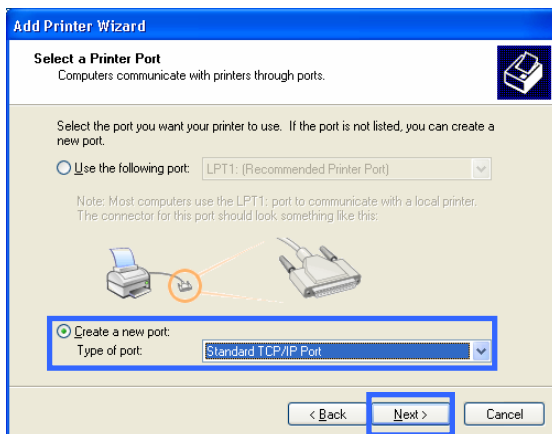 Add Printer Wizard
Select a Printer Port
Computers communicate with printers through ports.
Select the port you want your printer to use. If the port is not listed, you can create a
new port.
Use the following port: LPT1: (Recommended Printer Port)
Note: Most computers use the LPT1: port to communicate with a local printer.
The connector for this port should look something like this:
Create a new port:
Type of port: Standard TCP/IP Port
< Back Next > Cancel